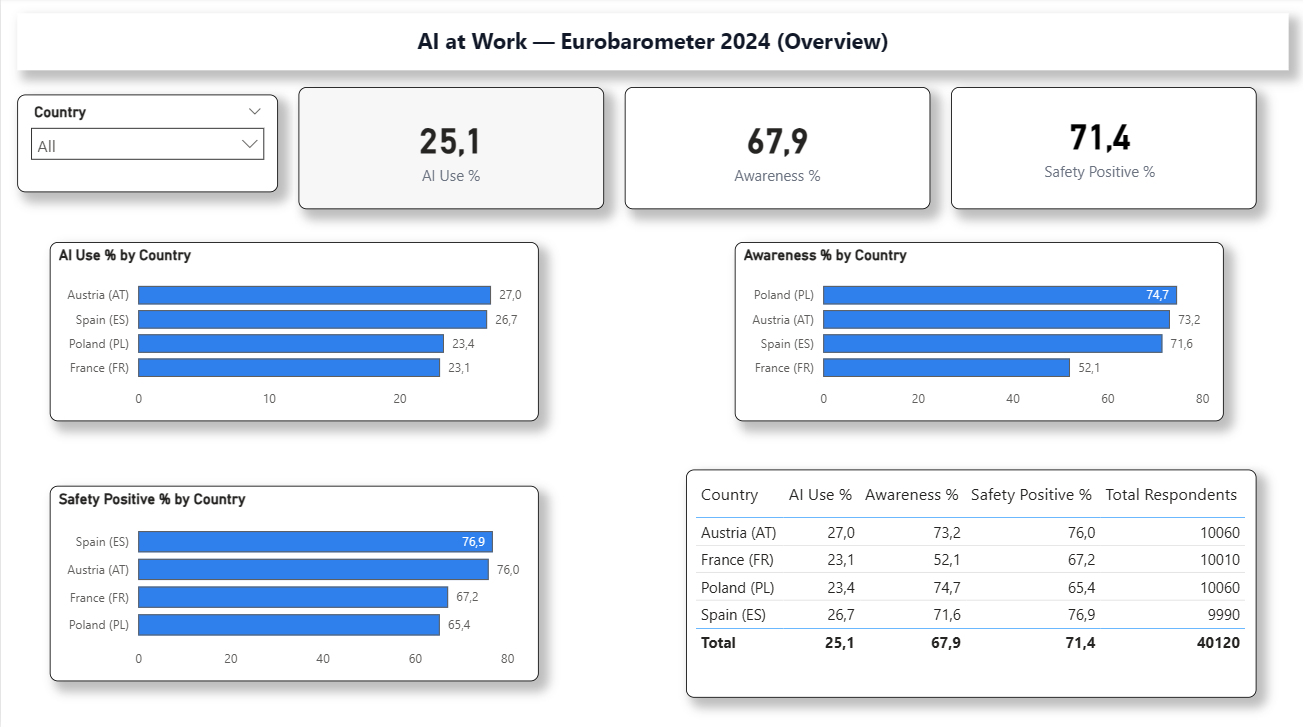 AI at Work — Eurobarometer 2024 (Overview)
Country
All
25,1
AI Use %
67,9
Awareness %
71,4
Safety Positive %
AI Use % by Country
Austria (AT) 27,0
Spain (ES) 26,7
Poland (PL) 23,4
France (FR) 23,1
0 10 20
Awareness % by Country
Poland (PL) 74,7
Austria (AT) 73,2
Spain (ES) 71,6
France (FR) 52,1
0 20 40 60 80
Safety Positive % by Country
Spain (ES) 76,9
Austria (AT) 76,0
France (FR) 67,2
Poland (PL) 65,4
0 20 40 60 80
Country AI Use % Awareness % Safety Positive % Total Respondents
Austria (AT) 27,0 73,2 76,0 10060
France (FR) 23,1 52,1 67,2 10010
Poland (PL) 23,4 74,7 65,4 10060
Spain (ES) 26,7 71,6 76,9 9990
Total 25,1 67,9 71,4 40120